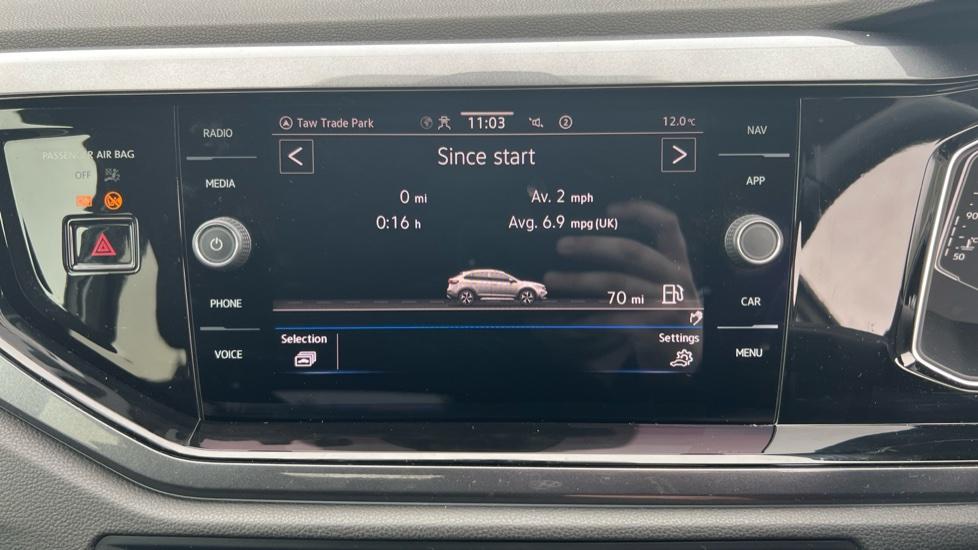 RADIO
MEDIA
PHONE
VOICE
PASSENGER AIR BAG
OFF
Taw Trade Park
11:03
2
12.0°C
Since start
0 mi
Av. 2 mph
0:16 h
Avg. 6.9 mpg (UK)
70 mi
Selection
Settings
NAV
APP
CAR
MENU
90
50